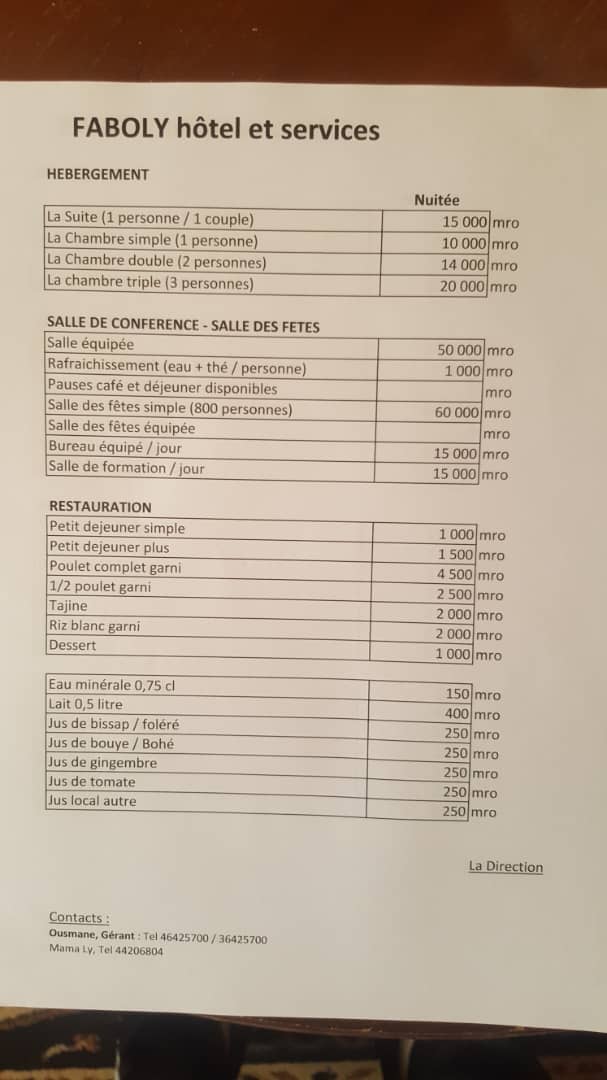 FABOLY hôtel et services
HEBERGEMENT
Nuitée
La Suite (1 personne / 1 couple) 15 000 mro
La Chambre simple (1 personne) 10 000 mro
La Chambre double (2 personnes) 14 000 mro
La chambre triple (3 personnes) 20 000 mro
SALLE DE CONFERENCE - SALLE DES FETES
Salle équipée 50 000 mro
Rafraichissement (eau + thé / personne) 1 000 mro
Pauses café et déjeuner disponibles mro
Salle des fêtes simple (800 personnes) 60 000 mro
Salle des fêtes équipée mro
Bureau équipé / jour 15 000 mro
Salle de formation / jour 15 000 mro
RESTAURATION
Petit dejeuner simple 1 000 mro
Petit dejeuner plus 1 500 mro
Poulet complet garni 4 500 mro
1/2 poulet garni 2 500 mro
Tajine 2 000 mro
Riz blanc garni 2 000 mro
Dessert 1 000 mro
Eau minérale 0,75 cl 150 mro
Lait 0,5 litre 400 mro
Jus de bissap / foléré 250 mro
Jus de bouye / Bohé 250 mro
Jus de gingembre 250 mro
Jus de tomate 250 mro
Jus local autre 250 mro
La Direction
Contacts :
Ousmane, Gérant : Tel 46425700 / 36425700
Mama Ly, Tel 44206804